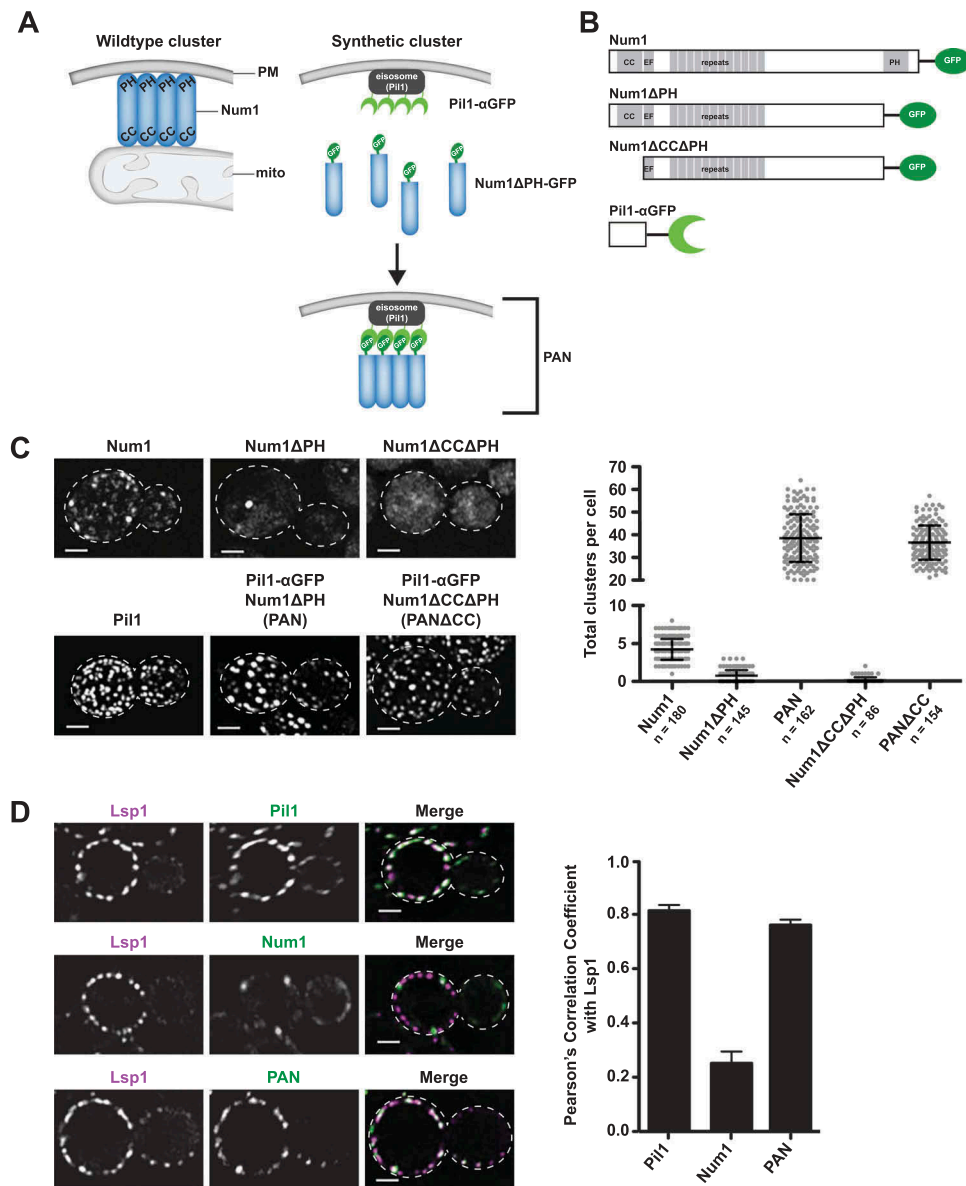 A
Wildtype cluster
PH PH PH PH
CC CC CC CC
PM
Num1
mito
Synthetic cluster
eisosome
(Pil1)
Pil1-αGFP
GFP
GFP
GFP
GFP
Num1ΔPH-GFP
eisosome
(Pil1)
GFP GFP GFP GFP
PAN
B
Num1
CC EF repeats PH GFP
Num1ΔPH
CC EF repeats GFP
Num1ΔCCΔPH
EF repeats GFP
Pil1-αGFP
C
Num1 Num1ΔPH Num1ΔCCΔPH
Pil1
Pil1-αGFP
Num1ΔPH
(PAN)
Pil1-αGFP
Num1ΔCCΔPH
(PANΔCC)
Total clusters per cell
70
60
50
40
30
20
10
5
0
Num1
n = 180
Num1ΔPH
n = 145
PAN
n = 162
Num1ΔCCΔPH
n = 86
PANΔCC
n = 154
D
Lsp1 Pil1 Merge
Lsp1 Num1 Merge
Lsp1 PAN Merge
Pearson's Correlation Coefficient
with Lsp1
1.0
0.8
0.6
0.4
0.2
0.0
Pil1
Num1
PAN